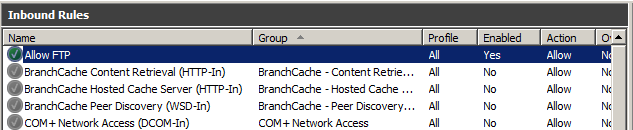 Inbound Rules
Name Group Profile Enabled Action
Allow FTP All Yes Allow No
BranchCache Content Retrieval (HTTP-In) BranchCache - Content Retrie... All No Allow No
BranchCache Hosted Cache Server (HTTP-In) BranchCache - Hosted Cache ... All No Allow No
BranchCache Peer Discovery (WSD-In) BranchCache - Peer Discovery... All No Allow No
COM+ Network Access (DCOM-In) COM+ Network Access All No Allow No